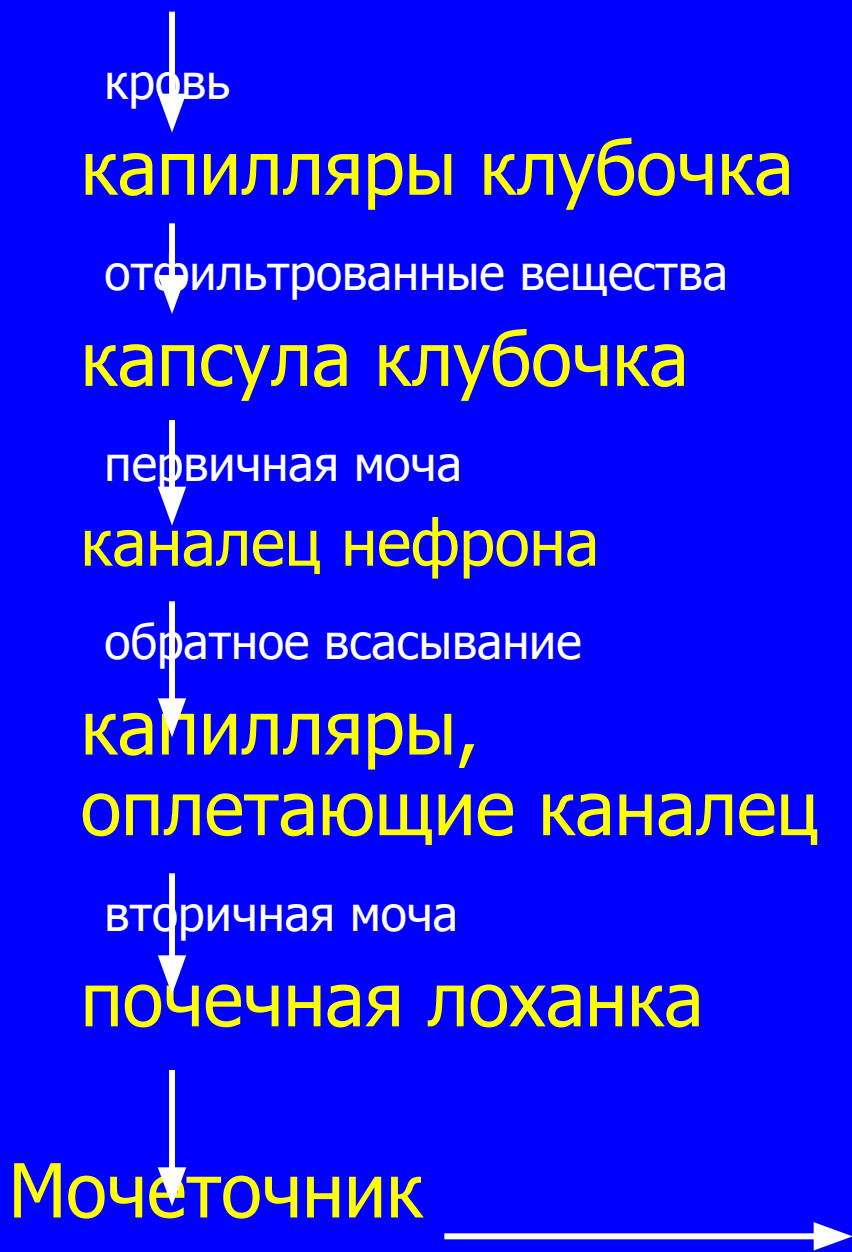 кровь
капилляры клубочка
отфильтрованные вещества
капсула клубочка
первичная моча
каналец нефрона
обратное всасывание
капилляры,
оплетающие каналец
вторичная моча
почечная лоханка
Мочеточник